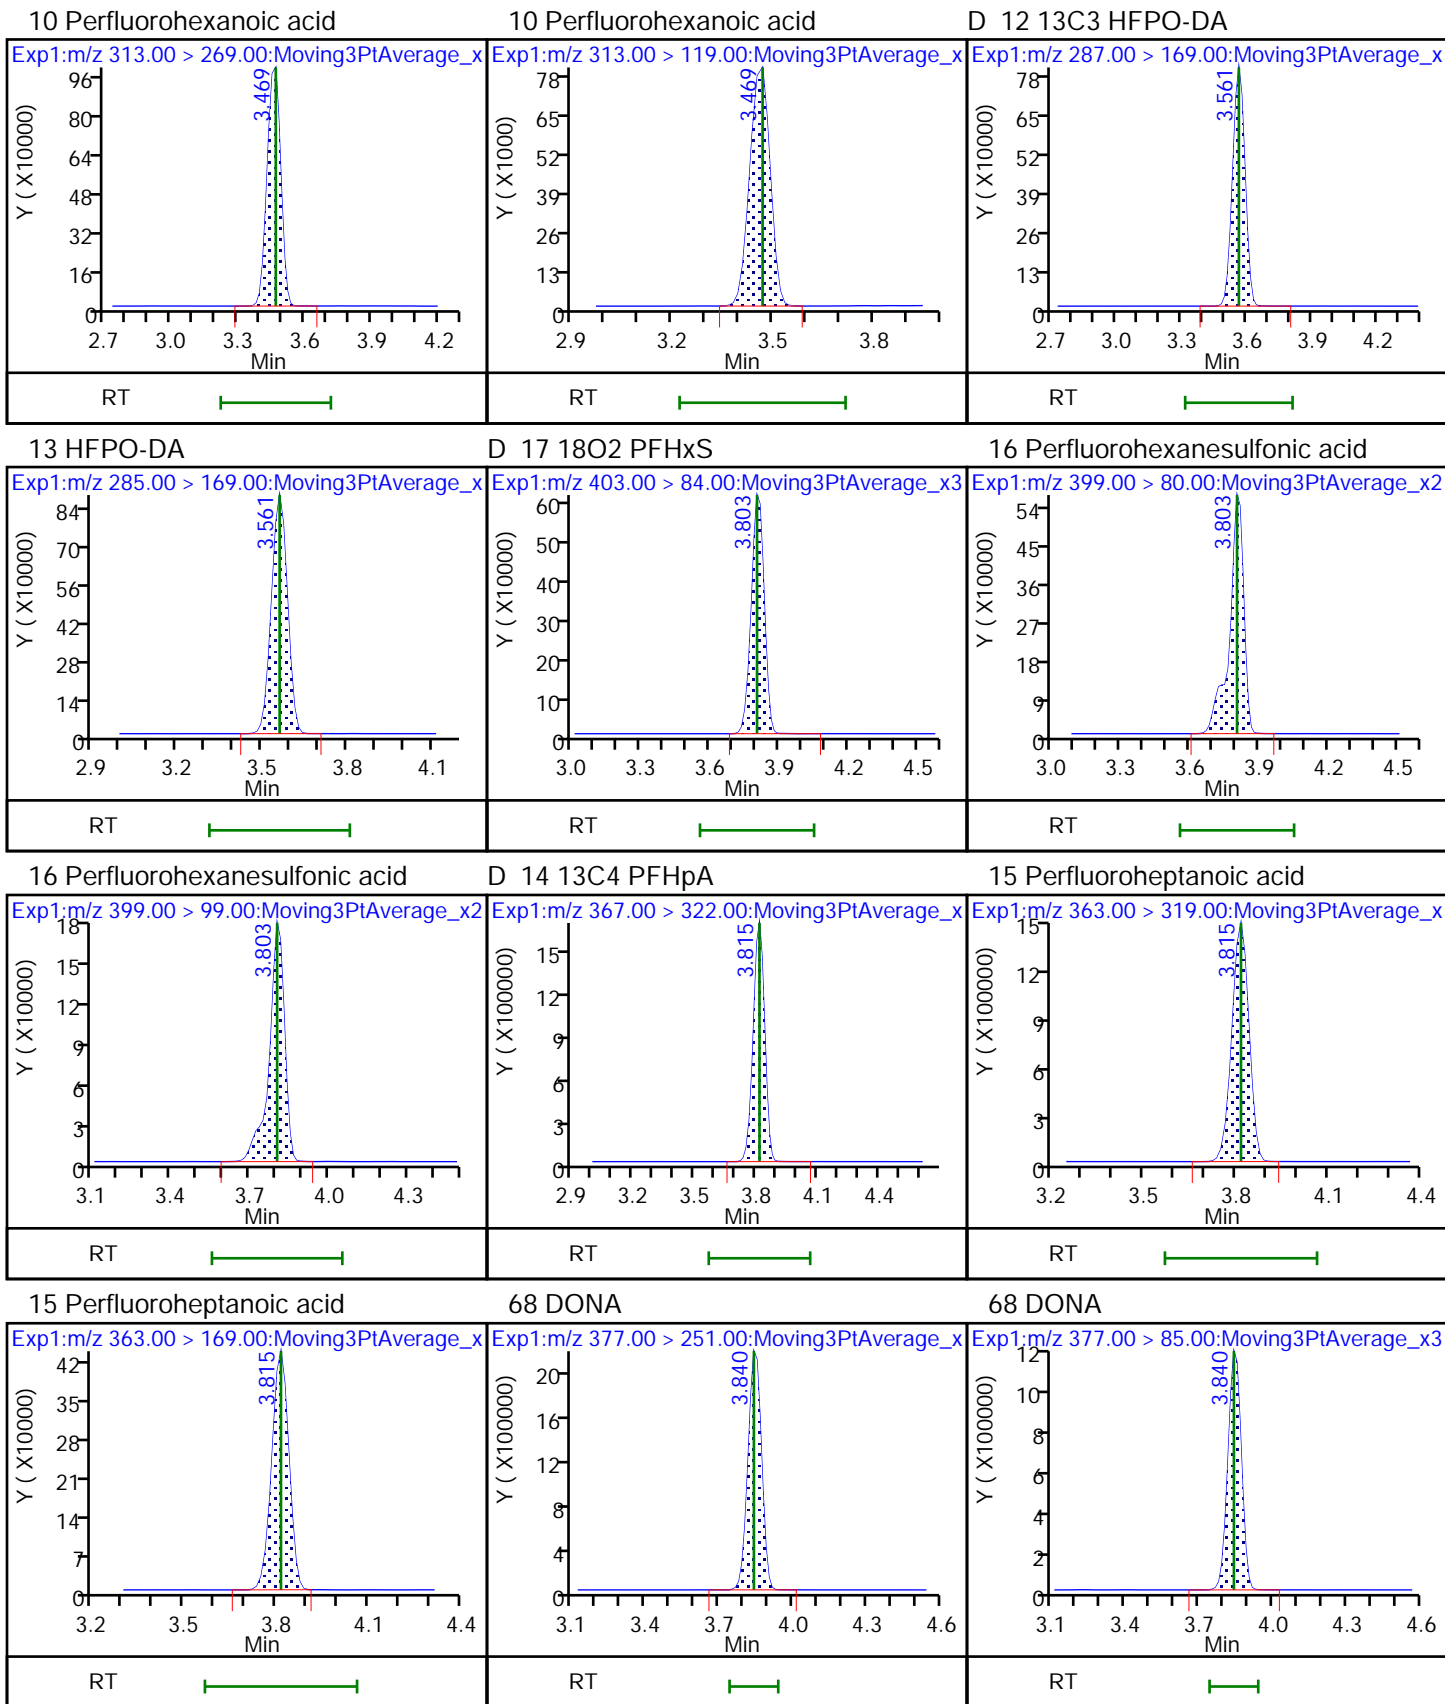 10 Perfluorohexanoic acid
Exp1:m/z 313.00 > 269.00:Moving3PtAverage_x
3.469
Y ( X10000)
96
80
64
48
32
16
0
2.7 3.0 3.3 3.6 3.9 4.2
Min
RT
10 Perfluorohexanoic acid
Exp1:m/z 313.00 > 119.00:Moving3PtAverage_x
3.469
Y ( X1000)
78
65
52
39
26
13
0
2.9 3.2 3.5 3.8
Min
RT
D 12 13C3 HFPO-DA
Exp1:m/z 287.00 > 169.00:Moving3PtAverage_x
3.561
Y ( X10000)
78
65
52
39
26
13
0
2.7 3.0 3.3 3.6 3.9 4.2
Min
RT
13 HFPO-DA
Exp1:m/z 285.00 > 169.00:Moving3PtAverage_x
3.561
Y ( X10000)
84
70
56
42
28
14
0
2.9 3.2 3.5 3.8 4.1
Min
RT
D 17 18O2 PFHxS
Exp1:m/z 403.00 > 84.00:Moving3PtAverage_x3
3.803
Y ( X10000)
60
50
40
30
20
10
0
3.0 3.3 3.6 3.9 4.2 4.5
Min
RT
16 Perfluorohexanesulfonic acid
Exp1:m/z 399.00 > 80.00:Moving3PtAverage_x2
3.803
Y ( X10000)
54
45
36
27
18
9
0
3.0 3.3 3.6 3.9 4.2 4.5
Min
RT
16 Perfluorohexanesulfonic acid
Exp1:m/z 399.00 > 99.00:Moving3PtAverage_x2
3.803
Y ( X10000)
18
15
12
9
6
3
0
3.1 3.4 3.7 4.0 4.3
Min
RT
D 14 13C4 PFHpA
Exp1:m/z 367.00 > 322.00:Moving3PtAverage_x
3.815
Y ( X100000)
15
12
9
6
3
0
2.9 3.2 3.5 3.8 4.1 4.4
Min
RT
15 Perfluoroheptanoic acid
Exp1:m/z 363.00 > 319.00:Moving3PtAverage_x
3.815
Y ( X100000)
15
12
9
6
3
0
3.2 3.5 3.8 4.1 4.4
Min
RT
15 Perfluoroheptanoic acid
Exp1:m/z 363.00 > 169.00:Moving3PtAverage_x
3.815
Y ( X10000)
42
35
28
21
14
7
0
3.2 3.5 3.8 4.1 4.4
Min
RT
68 DONA
Exp1:m/z 377.00 > 251.00:Moving3PtAverage_x
3.840
Y ( X100000)
20
16
12
8
4
0
3.1 3.4 3.7 4.0 4.3 4.6
Min
RT
68 DONA
Exp1:m/z 377.00 > 85.00:Moving3PtAverage_x3
3.840
Y ( X100000)
12
10
8
6
4
2
0
3.1 3.4 3.7 4.0 4.3 4.6
Min
RT